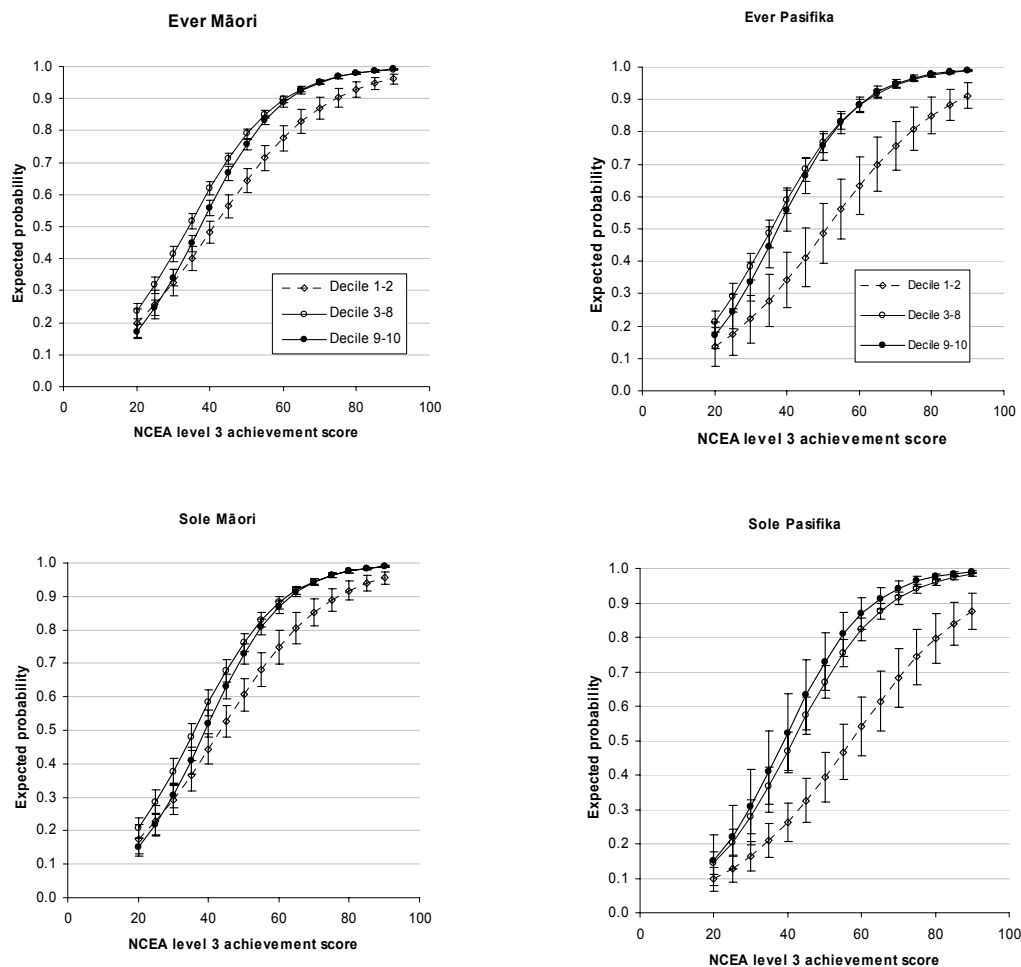 Ever Māori
Expected probability
1.0
0.9
0.8
0.7
0.6
0.5
0.4
0.3
0.2
0.1
0.0
0 20 40 60 80 100
NCEA level 3 achievement score
Decile 1-2
Decile 3-8
Decile 9-10
Ever Pasifika
Expected probability
1.0
0.9
0.8
0.7
0.6
0.5
0.4
0.3
0.2
0.1
0.0
0 20 40 60 80 100
NCEA level 3 achievement score
Decile 1-2
Decile 3-8
Decile 9-10
Sole Māori
Expected probability
1.0
0.9
0.8
0.7
0.6
0.5
0.4
0.3
0.2
0.1
0.0
0 20 40 60 80 100
NCEA level 3 achievement score
Sole Pasifika
Expected probability
1.0
0.9
0.8
0.7
0.6
0.5
0.4
0.3
0.2
0.1
0.0
0 20 40 60 80 100
NCEA level 3 achievement score